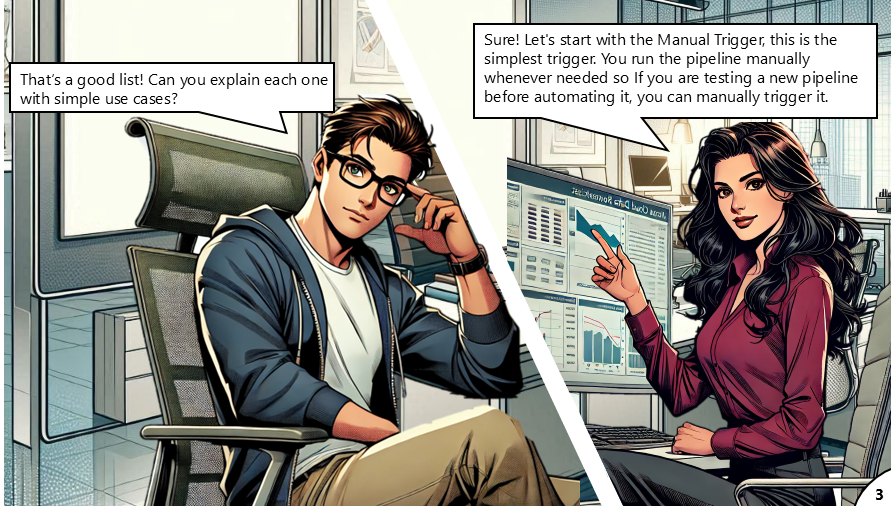 That's a good list! Can you explain each one
with simple use cases?
Sure! Let's start with the Manual Trigger, this is the
simplest trigger. You run the pipeline manually
whenever needed so If you are testing a new pipeline
before automating it, you can manually trigger it.
3